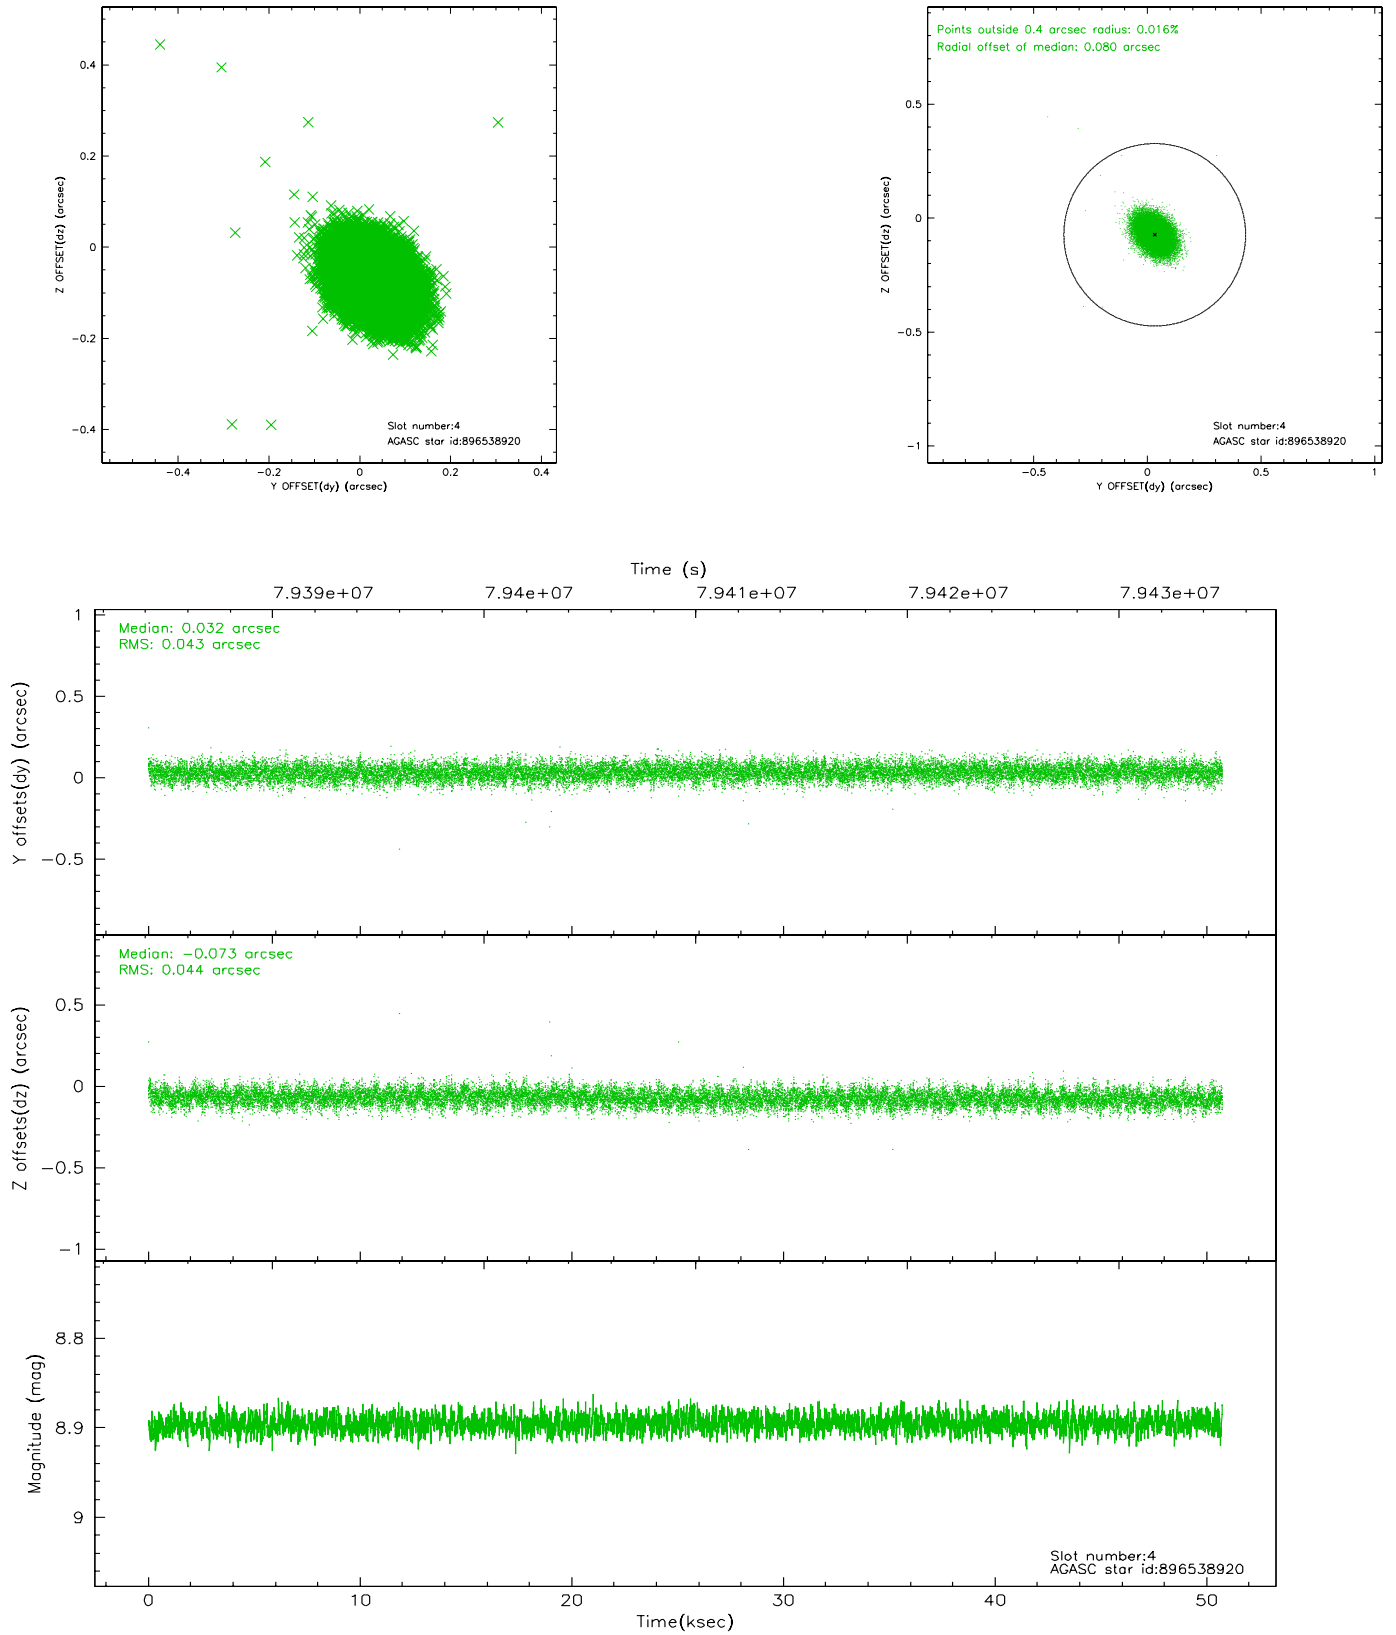 0.4
0.2
0
−0.2
−0.4
Z OFFSET(dz) (arcsec)
Slot number:4
AGASC star id:896538920
−0.4 −0.2 0 0.2 0.4
Y OFFSET(dy) (arcsec)
Points outside 0.4 arcsec radius: 0.016%
Radial offset of median: 0.080 arcsec
0.5
0
−0.5
−1
Z OFFSET(dz) (arcsec)
Slot number:4
AGASC star id:896538920
−0.5 0 0.5 1
Y OFFSET(dy) (arcsec)
Time (s)
7.939e+07 7.94e+07 7.941e+07 7.942e+07 7.943e+07
Median: 0.032 arcsec
RMS: 0.043 arcsec
1
0.5
0
−0.5
Y offsets(dy) (arcsec)
Median: −0.073 arcsec
RMS: 0.044 arcsec
0.5
0
−0.5
−1
Z offsets(dz) (arcsec)
8.8
8.9
9
Magnitude (mag)
Slot number:4
AGASC star id:896538920
0 10 20 30 40 50
Time(ksec)